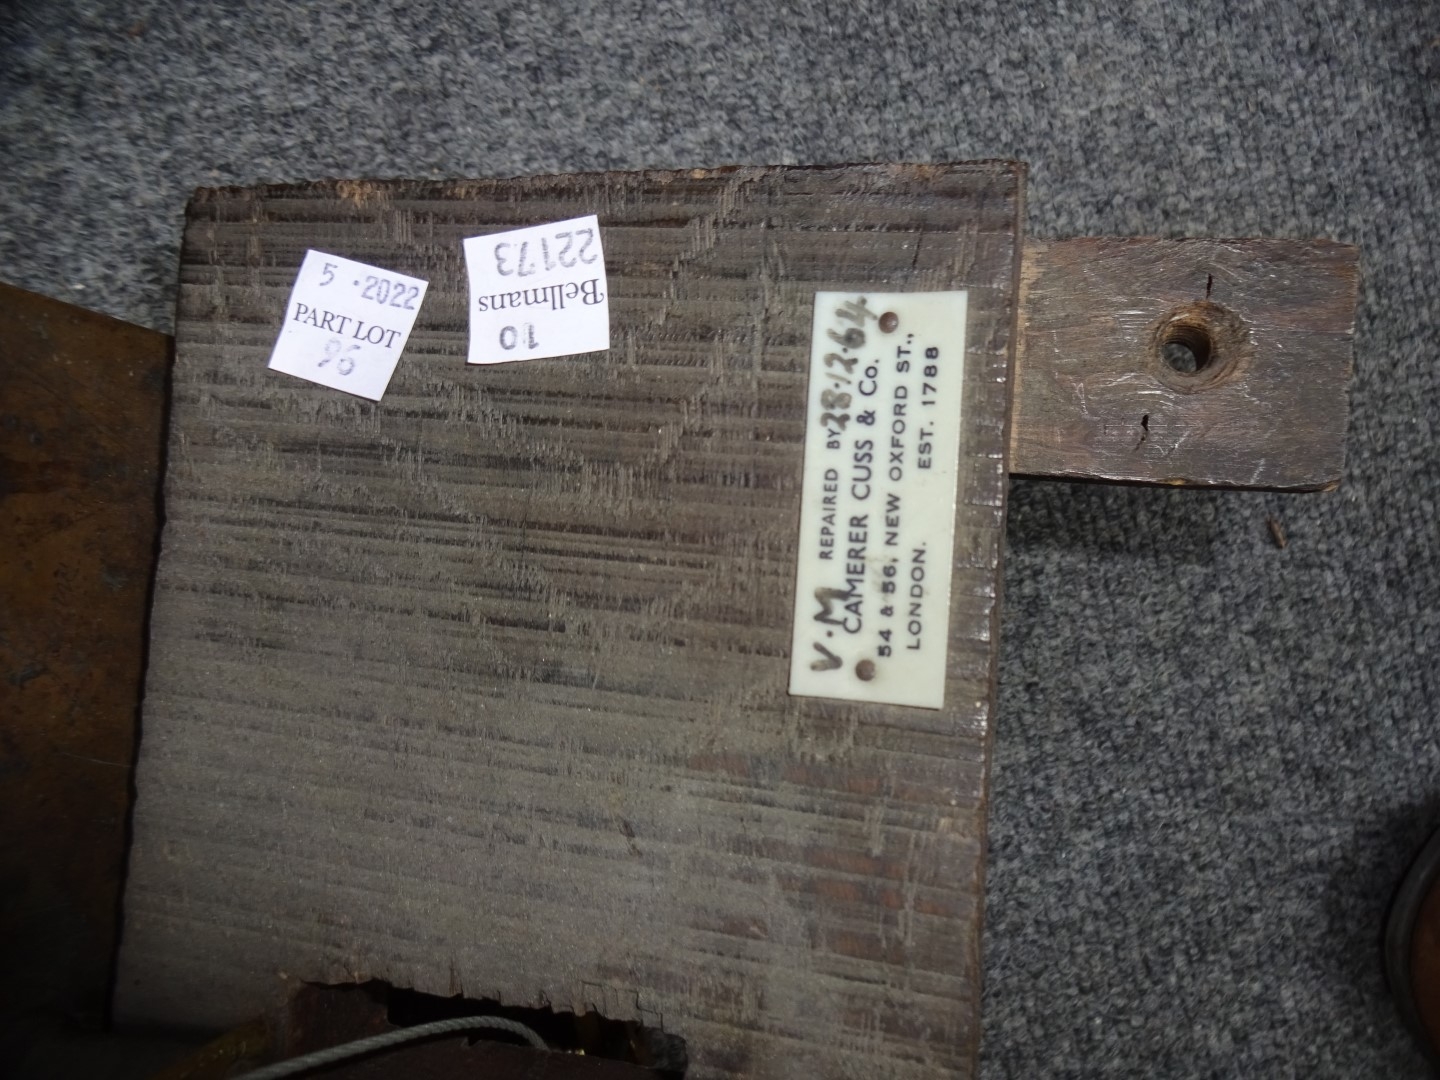 5 .2022
PART LOT
95
22173
Bellmans
10
REPAIRED BY 28.12.64
V.M
CAMERER CUSS & Co.
54 & 56, NEW OXFORD ST.,
LONDON. EST. 1788